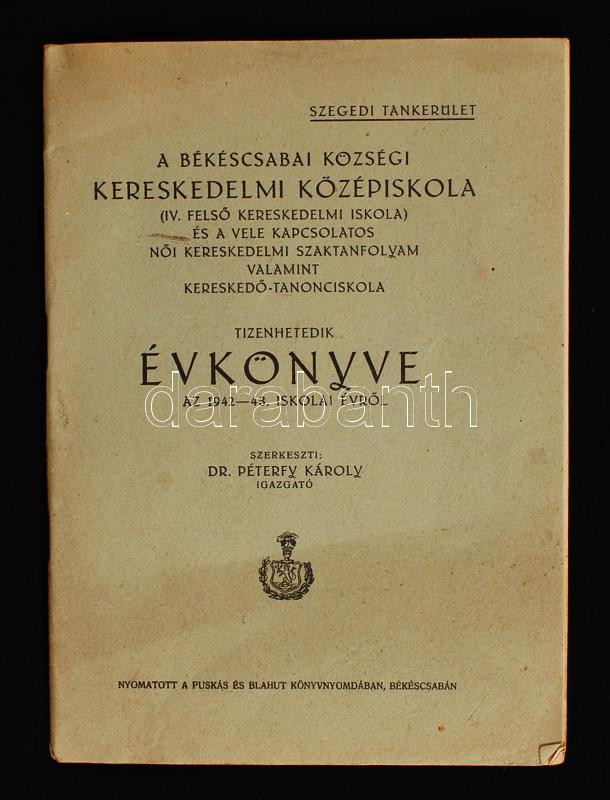 SZEGEDI TANKERÜLET
A BÉKÉSCSABAI KÖZSÉGI
KERESKEDELMI KÖZÉPISKOLA
(IV. FELSŐ KERESKEDELMI ISKOLA)
ÉS A VELE KAPCSOLATOS
NŐI KERESKEDELMI SZAKTANFOLYAM
VALAMINT
KERESKEDŐ-TANONCISKOLA
TIZENHETEDIK
ÉVKÖNYVE
darabanth
AZ 1942—43. ISKOLAI ÉVRŐL
SZERKESZTI:
DR. PÉTERFY KÁROLY
IGAZGATÓ
NYOMATOTT A PUSKÁS ÉS BLAHUT KÖNYVNYOMDÁBAN, BÉKÉSCSABÁN